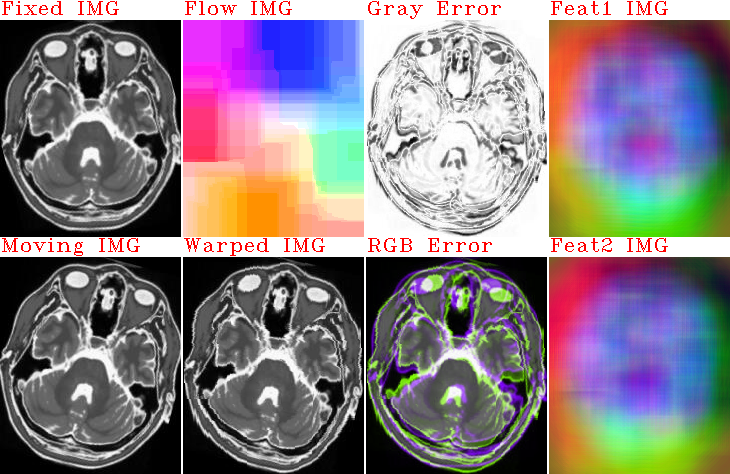 Fixed IMG
Flow IMG
Gray Error
Feat1 IMG
Moving IMG
Warped IMG
RGB Error
Feat2 IMG